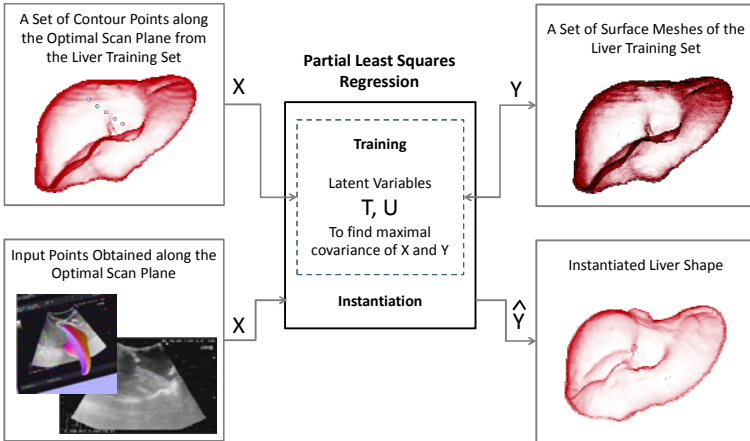 A Set of Contour Points along
the Optimal Scan Plane from
the Liver Training Set
X
Partial Least Squares
Regression
Training
Latent Variables
T, U
To find maximal
covariance of X and Y
Instantiation
Y
A Set of Surface Meshes of the
Liver Training Set
Input Points Obtained along the
Optimal Scan Plane
X
Ŷ
Instantiated Liver Shape